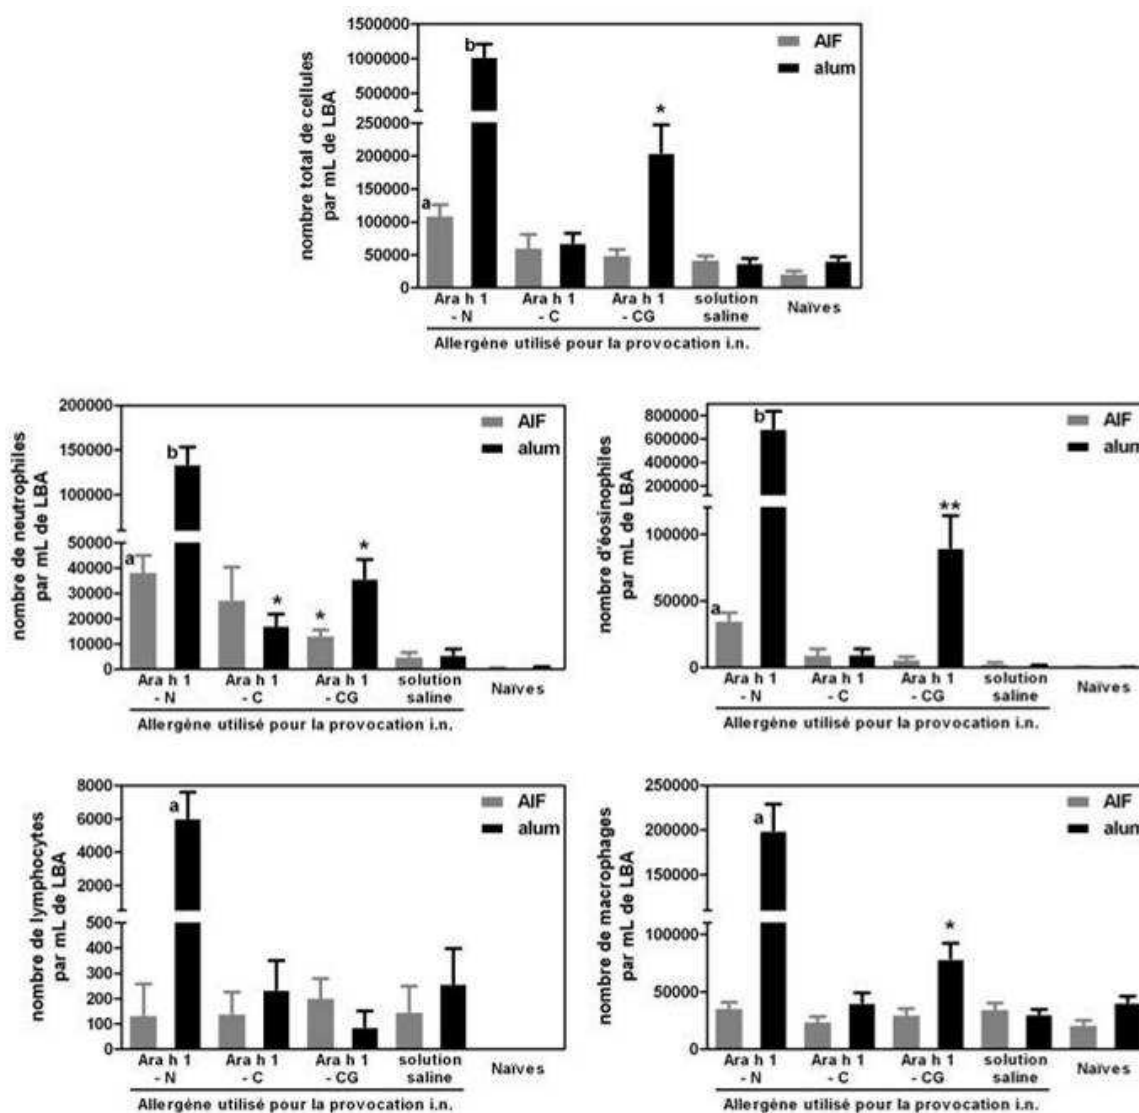 nombre total de cellules
par mL de LBA
1500000
1000000
500000
250000
200000
150000
100000
50000
0
a
b
*
AIF
alum
Ara h 1 Ara h 1 Ara h 1 solution Naïves
- N - C - CG saline
Allergène utilisé pour la provocation i.n.
nombre de neutrophiles
par mL de LBA
200000
150000
100000
50000
40000
30000
20000
10000
0
a
b
*
*
*
AIF
alum
Ara h 1 Ara h 1 Ara h 1 solution Naïves
- N - C - CG saline
Allergène utilisé pour la provocation i.n.
nombre d'éosinophiles
par mL de LBA
800000
700000
600000
500000
400000
300000
200000
100000
50000
0
a
b
**
AIF
alum
Ara h 1 Ara h 1 Ara h 1 solution Naïves
- N - C - CG saline
Allergène utilisé pour la provocation i.n.
nombre de lymphocytes
par mL de LBA
8000
6000
4000
2000
500
400
300
200
100
0
a
AIF
alum
Ara h 1 Ara h 1 Ara h 1 solution Naïves
- N - C - CG saline
Allergène utilisé pour la provocation i.n.
nombre de macrophages
par mL de LBA
250000
200000
150000
100000
50000
0
a
*
AIF
alum
Ara h 1 Ara h 1 Ara h 1 solution Naïves
- N - C - CG saline
Allergène utilisé pour la provocation i.n.